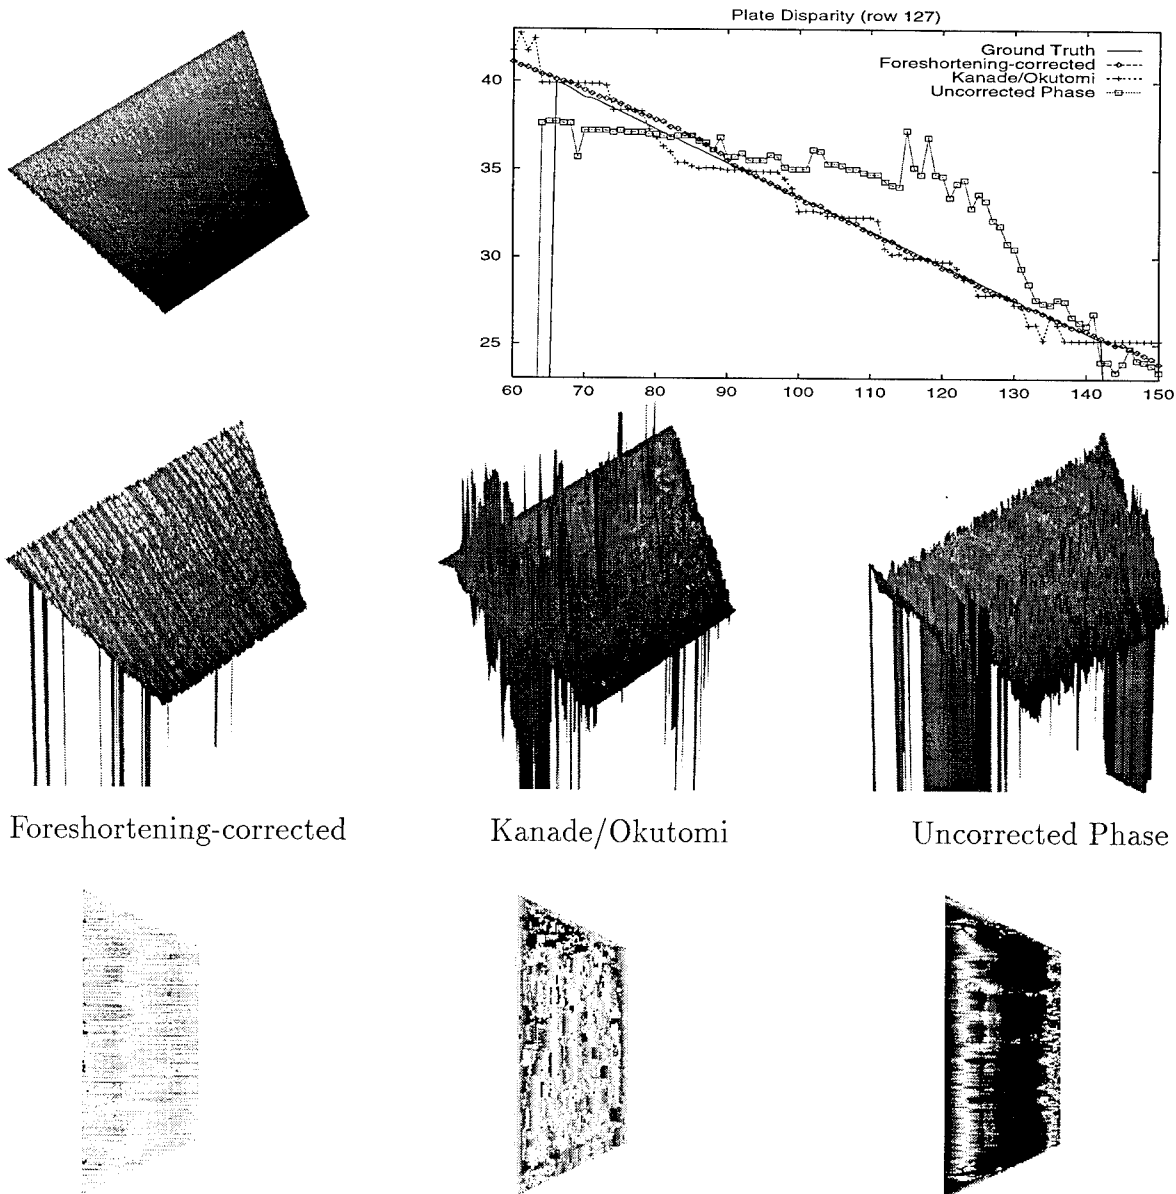 Plate Disparity (row 127)
Ground Truth
Foreshortening-corrected
Kanade/Okutomi
Uncorrected Phase
40
35
30
25
60 70 80 90 100 110 120 130 140 150
Foreshortening-corrected Kanade/Okutomi Uncorrected Phase